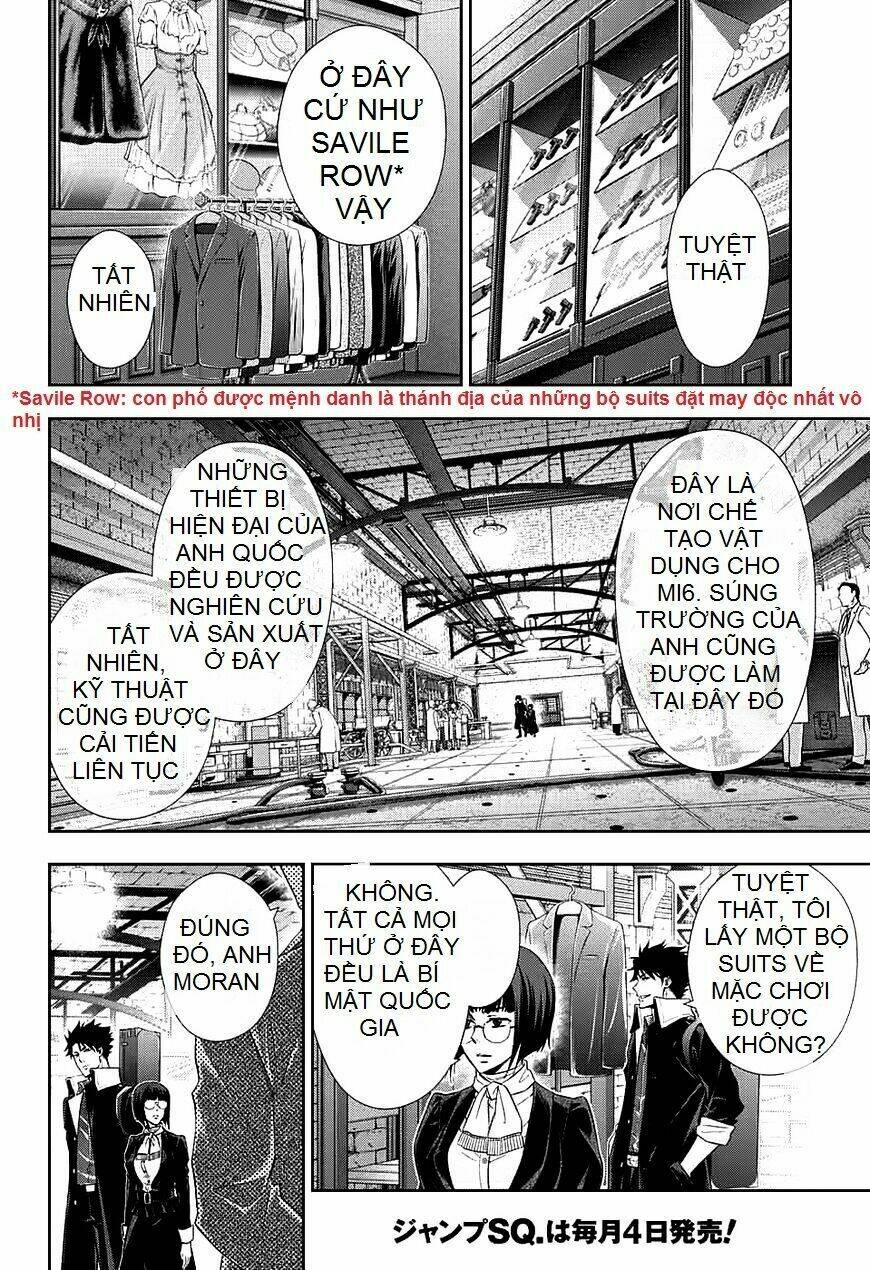 TUYỆT
THẬT
Ở ĐÂY
CỨ NHƯ
SAVILE
ROW*
VẬY
TẤT
NHIÊN
*Savile Row: con phố được mệnh danh là thánh địa của những bộ suits đặt may độc nhất vô
nhị
ĐÂY LÀ
NƠI CHẾ
TẠO VẬT
DỤNG CHO
MI6. SÚNG
TRƯỜNG CỦA
ANH CŨNG
ĐƯỢC LÀM
TẠI ĐÂY ĐÓ
NHỮNG
THIẾT BỊ
HIỆN ĐẠI CỦA
ANH QUỐC
ĐỀU ĐƯỢC
NGHIÊN CỨU
VÀ SẢN XUẤT
Ở ĐÂY
TẤT
NHIÊN,
KỸ THUẬT
CŨNG ĐƯỢC
CẢI TIẾN
LIÊN TỤC
TUYỆT
THẬT, TÔI
LẤY MỘT BỘ
SUITS VỀ
MẶC CHƠI
ĐƯỢC
KHÔNG?
KHÔNG.
TẤT CẢ MỌI
THỨ Ở ĐÂY
ĐỀU LÀ BÍ
MẬT QUỐC
GIA
ĐÚNG
ĐÓ, ANH
MORAN
ジャンプSQ.は毎月4日発売!